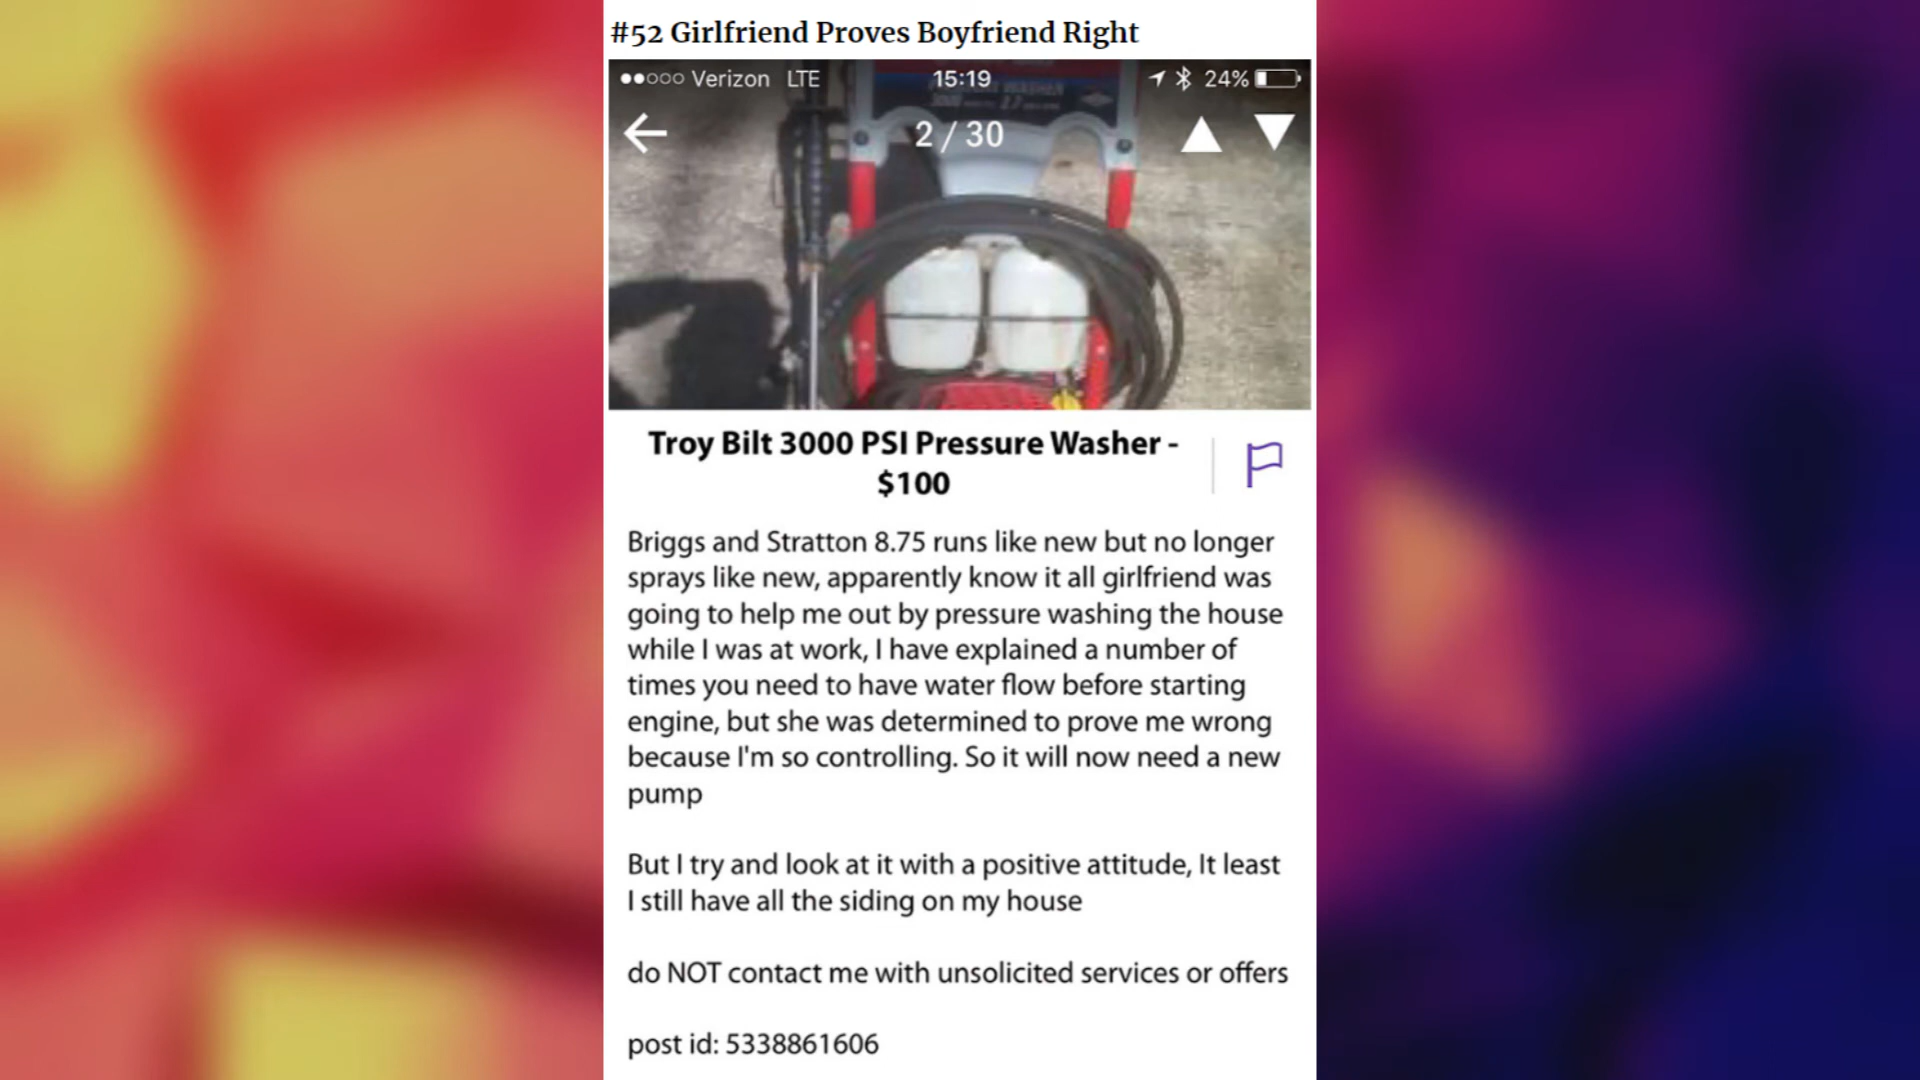 #52 Girlfriend Proves Boyfriend Right
Verizon LTE 15:19 24%
2 / 30
Troy Bilt 3000 PSI Pressure Washer -
$100
Briggs and Stratton 8.75 runs like new but no longer
sprays like new, apparently know it all girlfriend was
going to help me out by pressure washing the house
while I was at work, I have explained a number of
times you need to have water flow before starting
engine, but she was determined to prove me wrong
because I'm so controlling. So it will now need a new
pump
But I try and look at it with a positive attitude, It least
I still have all the siding on my house
do NOT contact me with unsolicited services or offers
post id: 5338861606